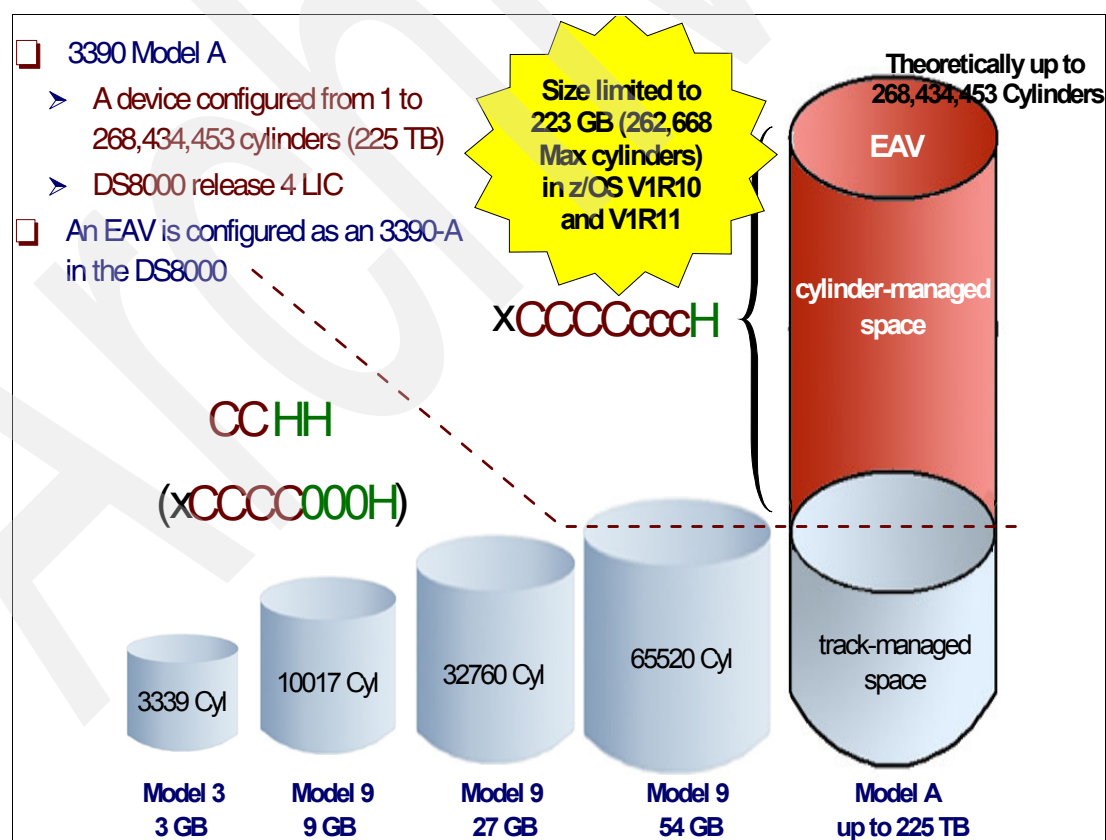 3390 Model A
A device configured from 1 to
268,434,453 cylinders (225 TB)
DS8000 release 4 LIC
An EAV is configured as an 3390-A
in the DS8000
Size limited to
223 GB (262,668
Max cylinders)
in z/OS V1R10
and V1R11
Theoretically up to
268,434,453 Cylinders
EAV
cylinder-managed
space
xCCCCcccH
CCHH
(xCCCC000H)
track-managed
space
3339 Cyl
10017 Cyl
32760 Cyl
65520 Cyl
Model 3
3 GB
Model 9
9 GB
Model 9
27 GB
Model 9
54 GB
Model A
up to 225 TB